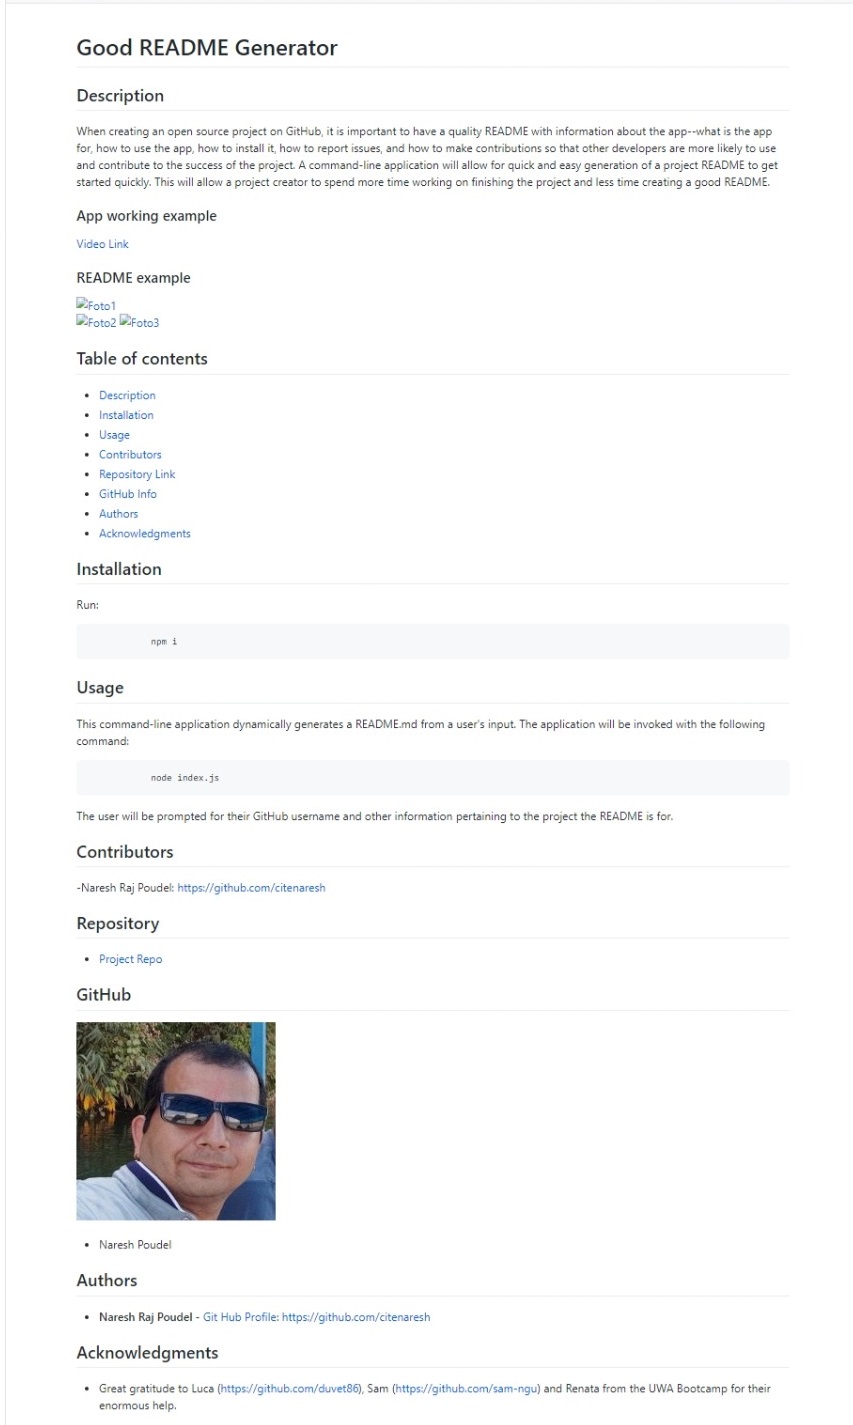 Good README Generator
Description
When creating an open source project on GitHub, it is important to have a quality README with information about the app--what is the app
for, how to use the app, how to install it, how to report issues, and how to make contributions so that other developers are more likely to use
and contribute to the success of the project. A command-line application will allow for quick and easy generation of a project README to get
started quickly. This will allow a project creator to spend more time working on finishing the project and less time creating a good README.
App working example
Video Link
README example
Foto1
Foto2 Foto3
Table of contents
• Description
• Installation
• Usage
• Contributors
• Repository Link
• GitHub Info
• Authors
• Acknowledgments
Installation
Run:
npm i
Usage
This command-line application dynamically generates a README.md from a user's input. The application will be invoked with the following
command:
node index.js
The user will be prompted for their GitHub username and other information pertaining to the project the README is for.
Contributors
-Naresh Raj Poudel: https://github.com/citenaresh
Repository
• Project Repo
GitHub
• Naresh Poudel
Authors
• Naresh Raj Poudel - Git Hub Profile: https://github.com/citenaresh
Acknowledgments
• Great gratitude to Luca (https://github.com/duvet86), Sam (https://github.com/sam-ngu) and Renata from the UWA Bootcamp for their
enormous help.